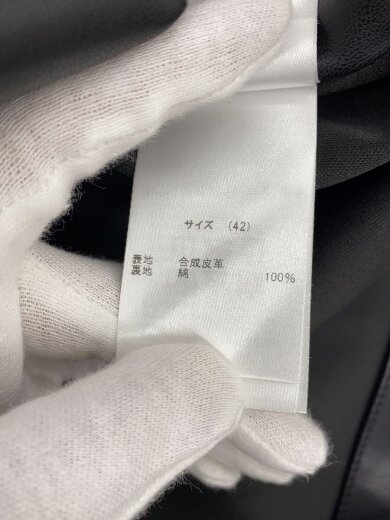 サイズ (42)
表地 合成皮革
裏地 綿 100%